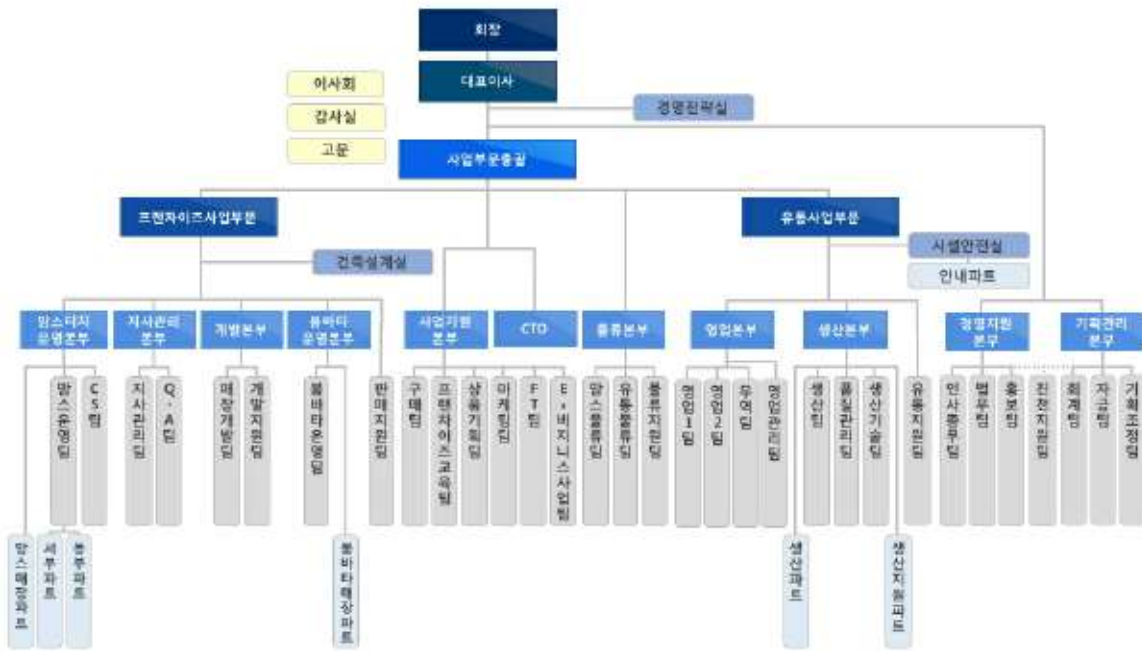 회장
대표이사
이사회
감사실
고문
경영전략실
사업부문총괄
프랜차이즈사업부문
유통사업부문
건축설계실
시설안전실
안내파트
맘스터치
운영본부
지사관리
본부
개발본부
붐바타
운영본부
사업지원
본부
CTO
물류본부
영업본부
생산본부
경영지원
본부
기획관리
본부
맘스운영팀
CS팀
지사관리팀
Q·A팀
매장개발팀
개발지원팀
붐바타운영팀
판매지원팀
구매팀
프랜차이즈교육팀
상품기획팀
마케팅팀
FT팀
E·비지니스사업팀
맘스물류팀
유통물류팀
물류지원팀
영업1팀
영업2팀
무역팀
영업관리팀
생산팀
품질관리팀
생산기술팀
유통지원팀
인사총무팀
법무팀
홍보팀
진천지원팀
회계팀
자금팀
기획조정팀
맘스매장파트
서부파트
동부파트
붐바타매장파트
생산파트
생산지원파트